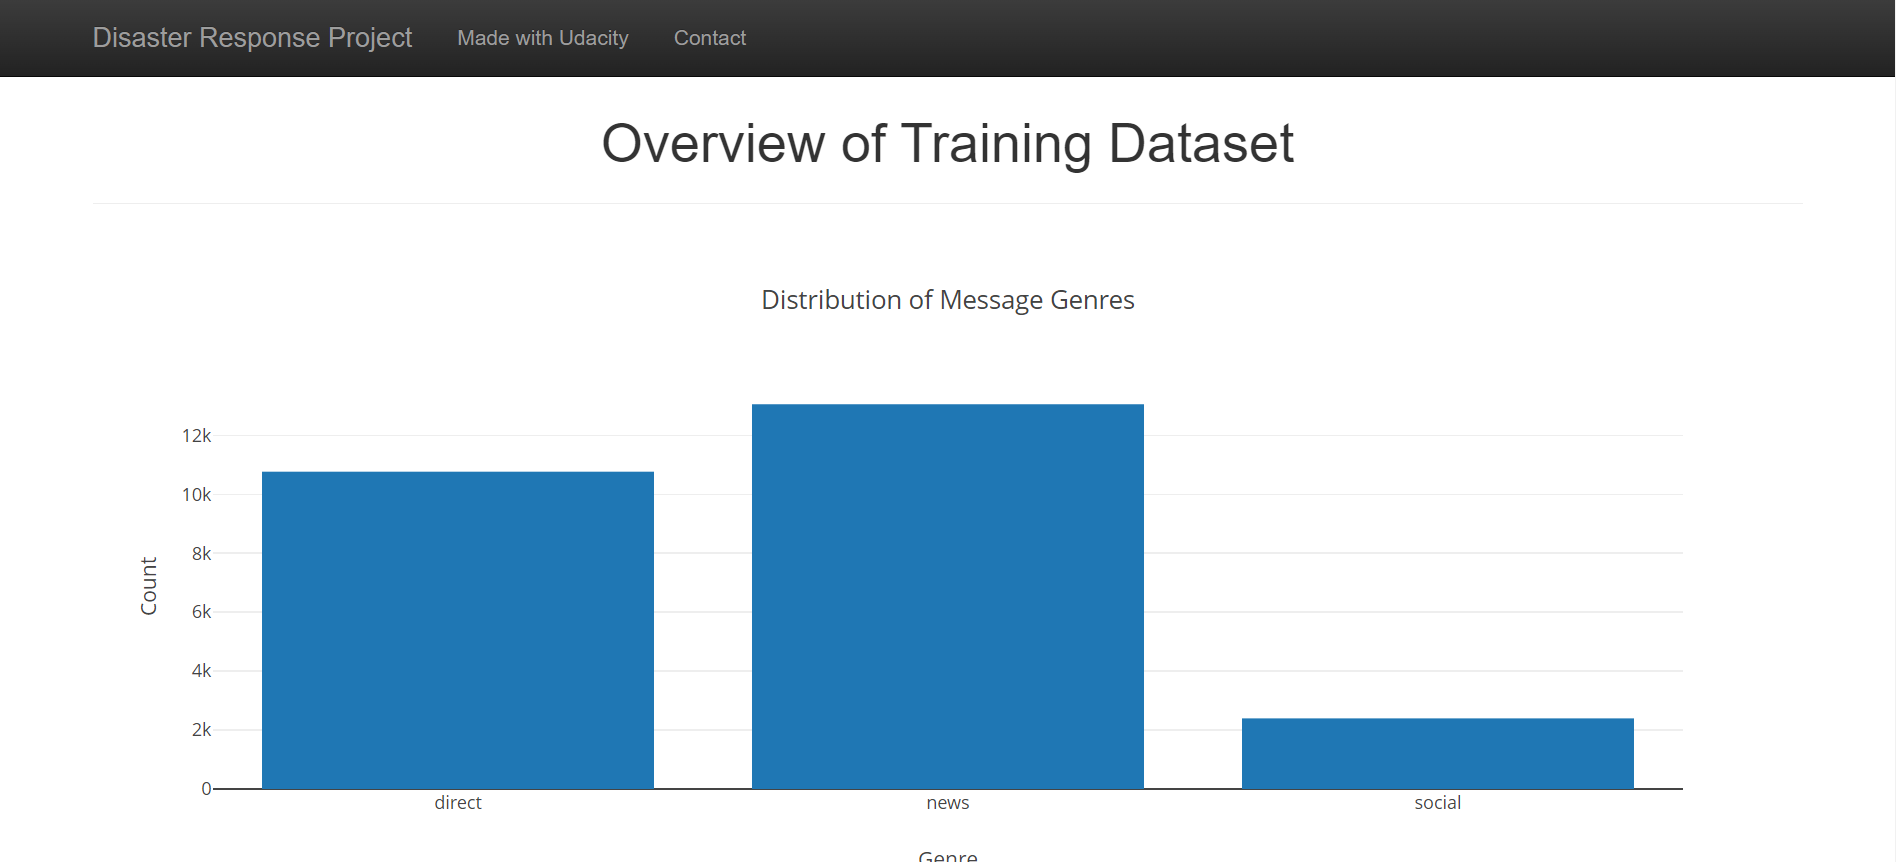 Disaster Response Project Made with Udacity Contact
Overview of Training Dataset
Distribution of Message Genres
12k
10k
8k
6k
4k
2k
0
Count
direct news social
Genre